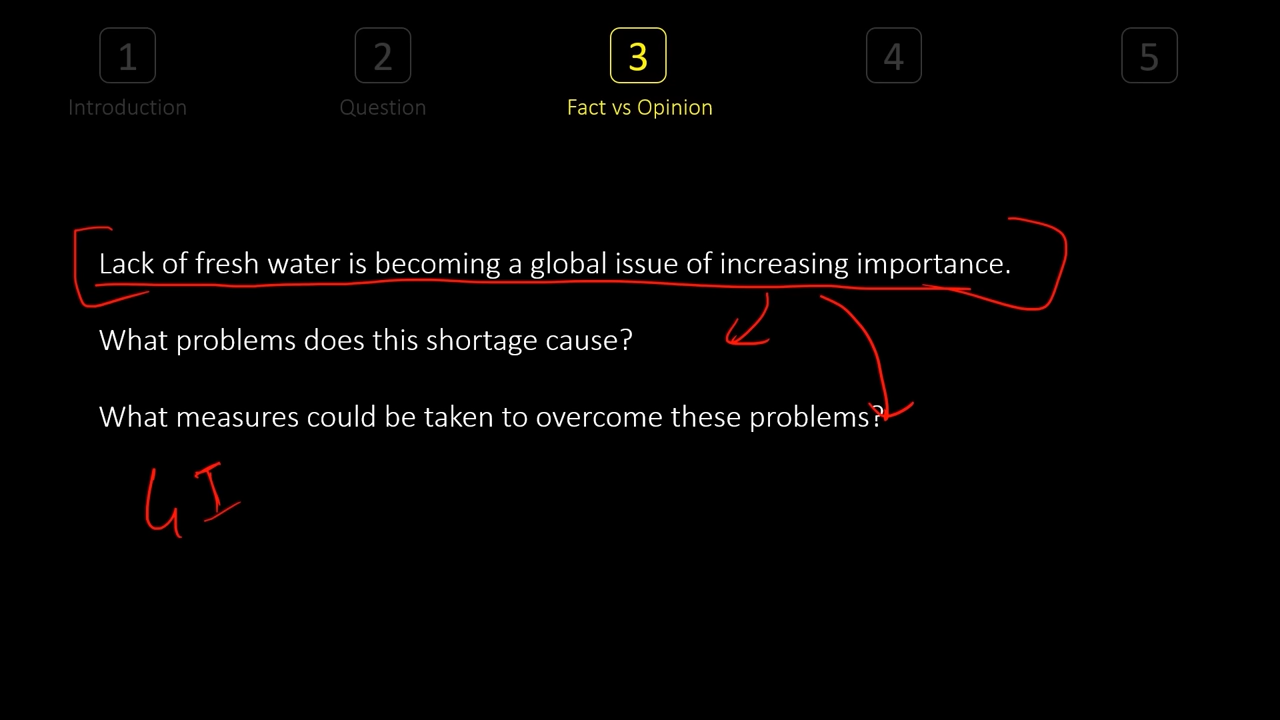 1 2 3 4 5
Introduction Question Fact vs Opinion
Lack of fresh water is becoming a global issue of increasing importance.
What problems does this shortage cause?
What measures could be taken to overcome these problems?